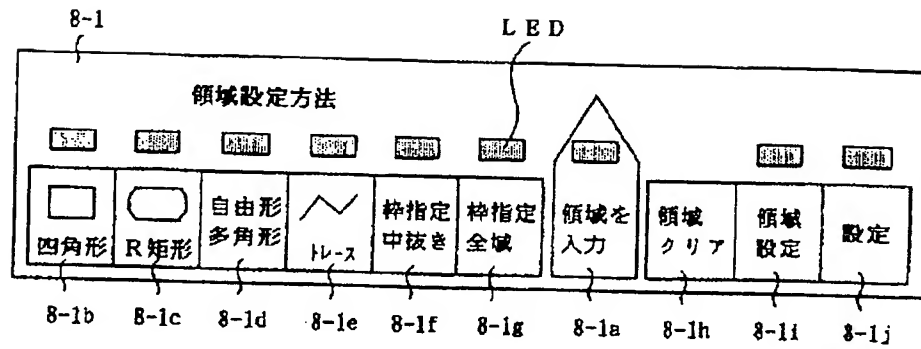 8-1
LED
領域設定方法
四角形
R矩形
自由形
多角形
トレース
枠指定
中抜き
枠指定
全域
領域を
入力
領域
クリア
領域
設定
設定
8-1b 8-1c 8-1d 8-1e 8-1f 8-1g 8-1a 8-1h 8-1i 8-1j